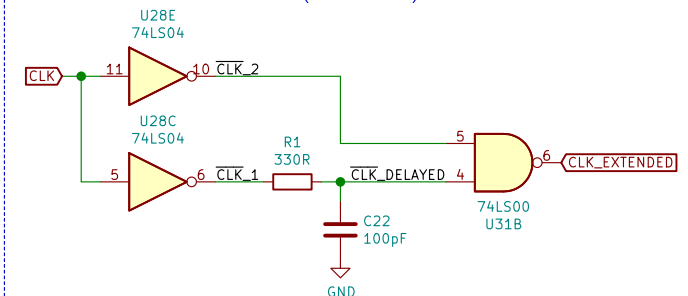 U28E
74LS04
CLK
11
10
CLK_2
U28C
74LS04
5
6
CLK_1
R1
330R
CLK_DELAYED
5
4
6
CLK_EXTENDED
74LS00
U31B
C22
100pF
GND